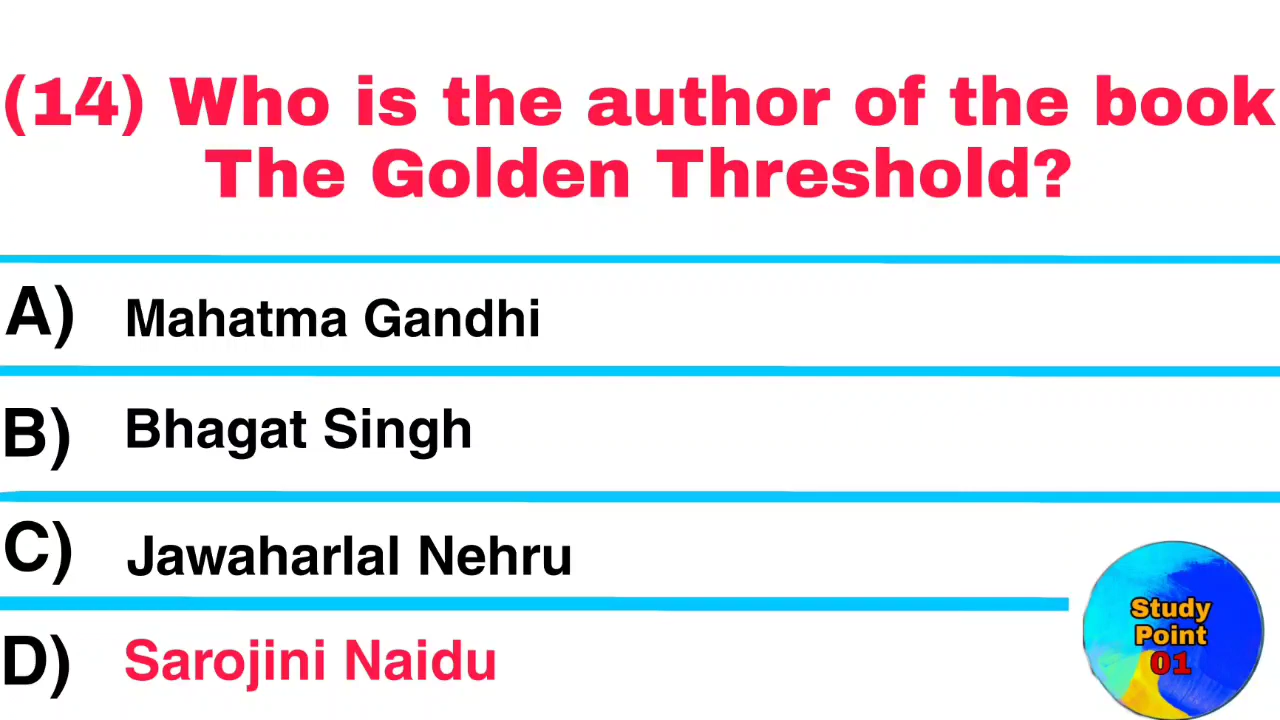 (14) Who is the author of the book
The Golden Threshold?
A) Mahatma Gandhi
B) Bhagat Singh
C) Jawaharlal Nehru
D) Sarojini Naidu
Study
Point
01